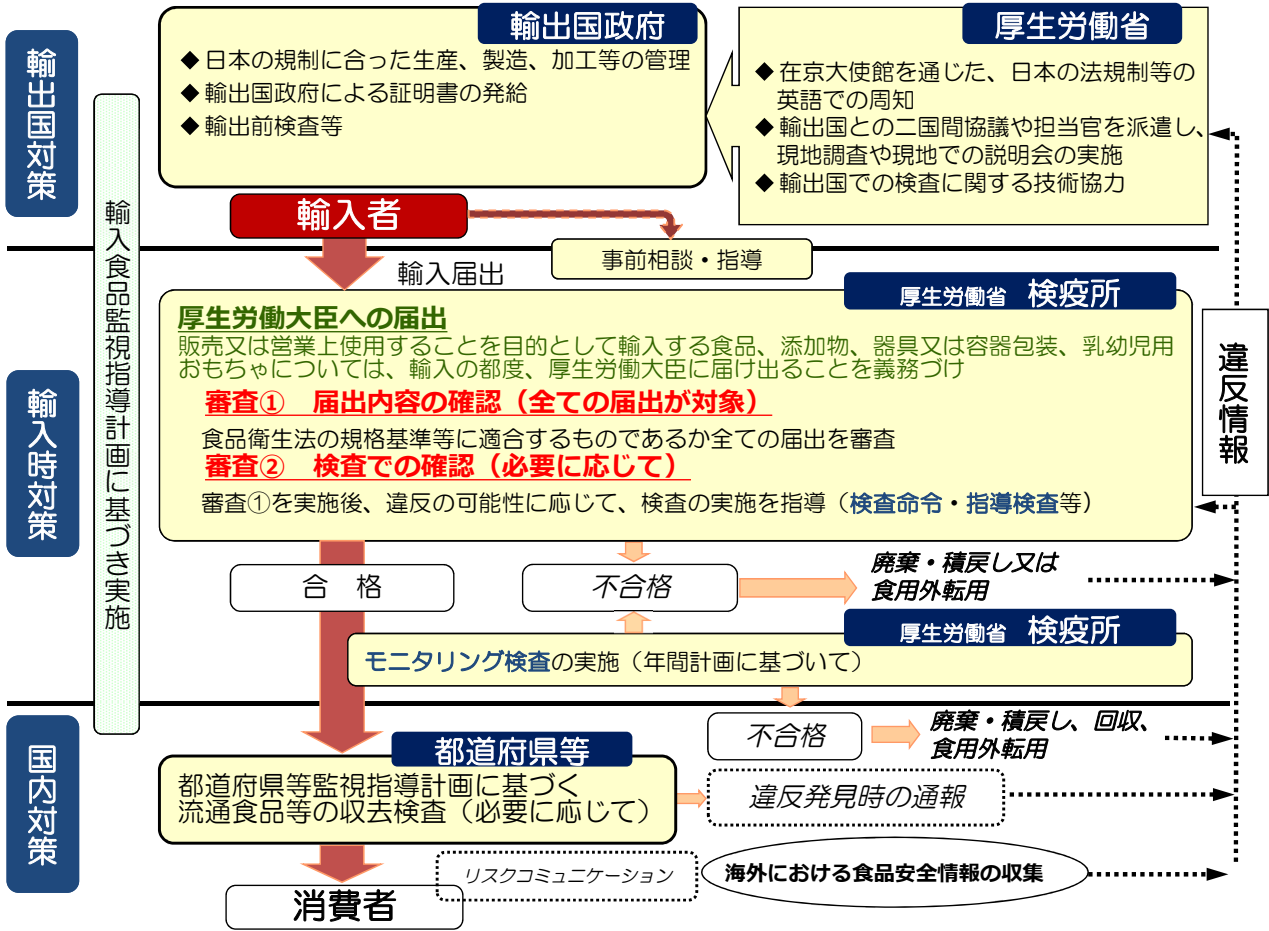 輸出国対策
輸出国政府
◆日本の規制に合った生産、製造、加工等の管理
◆輸出国政府による証明書の発給
◆輸出前検査等
厚生労働省
◆在京大使館を通じた、日本の法規制等の
英語での周知
◆輸出国との二国間協議や担当官を派遣し、
現地調査や現地での説明会の実施
◆輸出国での検査に関する技術協力
輸入食品監視指導計画に基づき実施
輸入者
事前相談・指導
輸入届出
輸入時対策
厚生労働省 検疫所
厚生労働大臣への届出
販売又は営業上使用することを目的として輸入する食品、添加物、器具又は容器包装、乳幼児用
おもちゃについては、輸入の都度、厚生労働大臣に届け出ることを義務づけ
審査① 届出内容の確認（全ての届出が対象）
食品衛生法の規格基準等に適合するものであるか全ての届出を審査
審査② 検査での確認（必要に応じて）
審査①を実施後、違反の可能性に応じて、検査の実施を指導（検査命令・指導検査等）
違反情報
合 格
不合格
廃棄・積戻し又は
食用外転用
厚生労働省 検疫所
モニタリング検査の実施（年間計画に基づいて）
国内対策
不合格
廃棄・積戻し、回収、
食用外転用
都道府県等
都道府県等監視指導計画に基づく
流通食品等の収去検査（必要に応じて）
違反発見時の通報
リスクコミュニケーション
海外における食品安全情報の収集
消費者